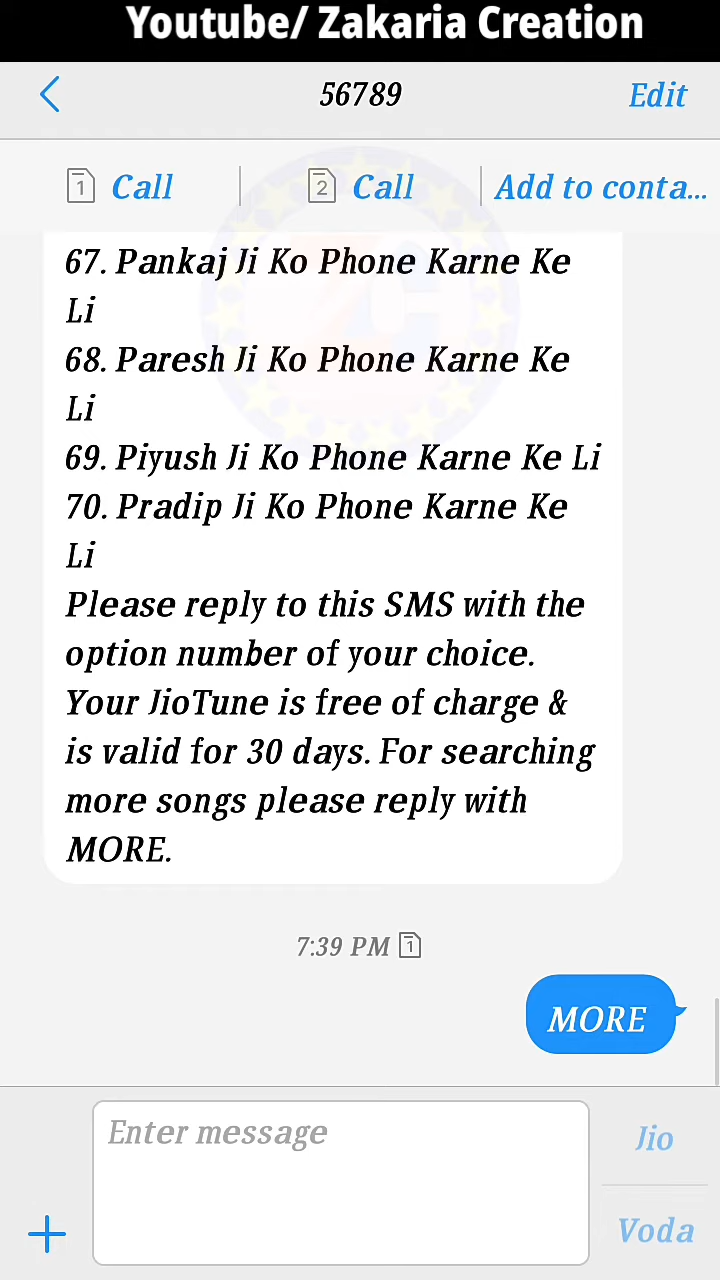 Youtube/ Zakaria Creation
56789
Edit
1 Call
2 Call
Add to conta...
67. Pankaj Ji Ko Phone Karne Ke
Li
68. Paresh Ji Ko Phone Karne Ke
Li
69. Piyush Ji Ko Phone Karne Ke Li
70. Pradip Ji Ko Phone Karne Ke
Li
Please reply to this SMS with the
option number of your choice.
Your JioTune is free of charge &
is valid for 30 days. For searching
more songs please reply with
MORE.
7:39 PM 1
MORE
Enter message
Jio
Voda